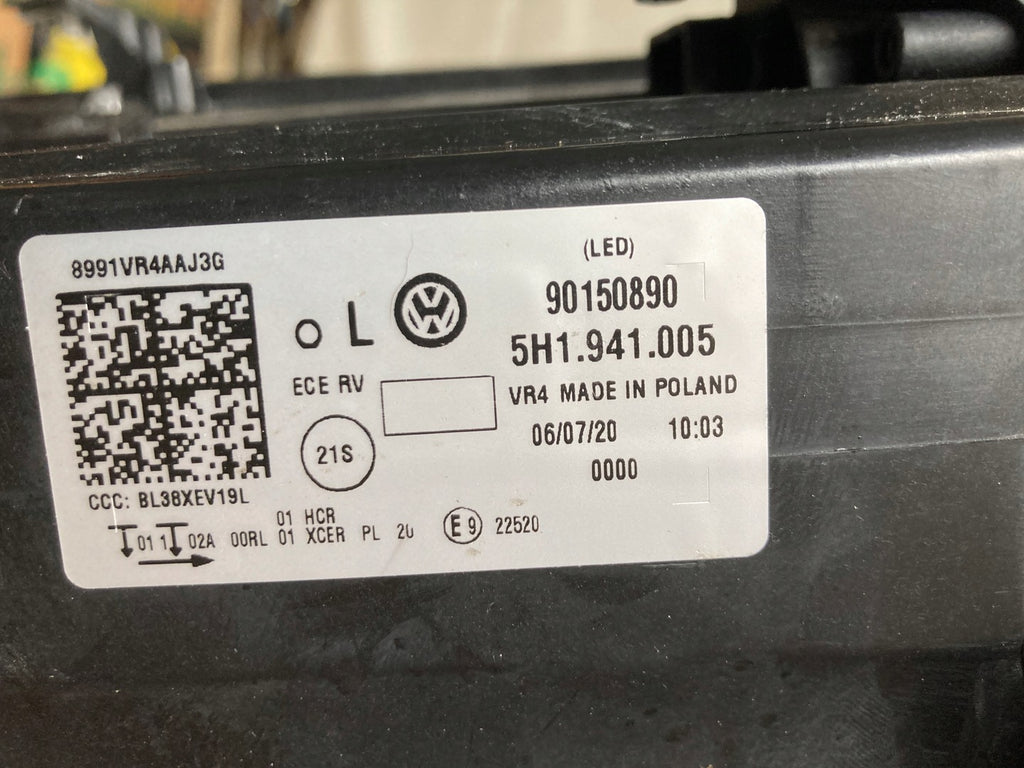 8991VR4AAJ3G
CCC: BL38XEV19L
O L
ECE RV
21S
(LED)
90150890
5H1.941.005
VR4 MADE IN POLAND
06/07/20 10:03
0000
01 HCR
01 1 02A 00RL 01 XCER PL 20 E9 22520